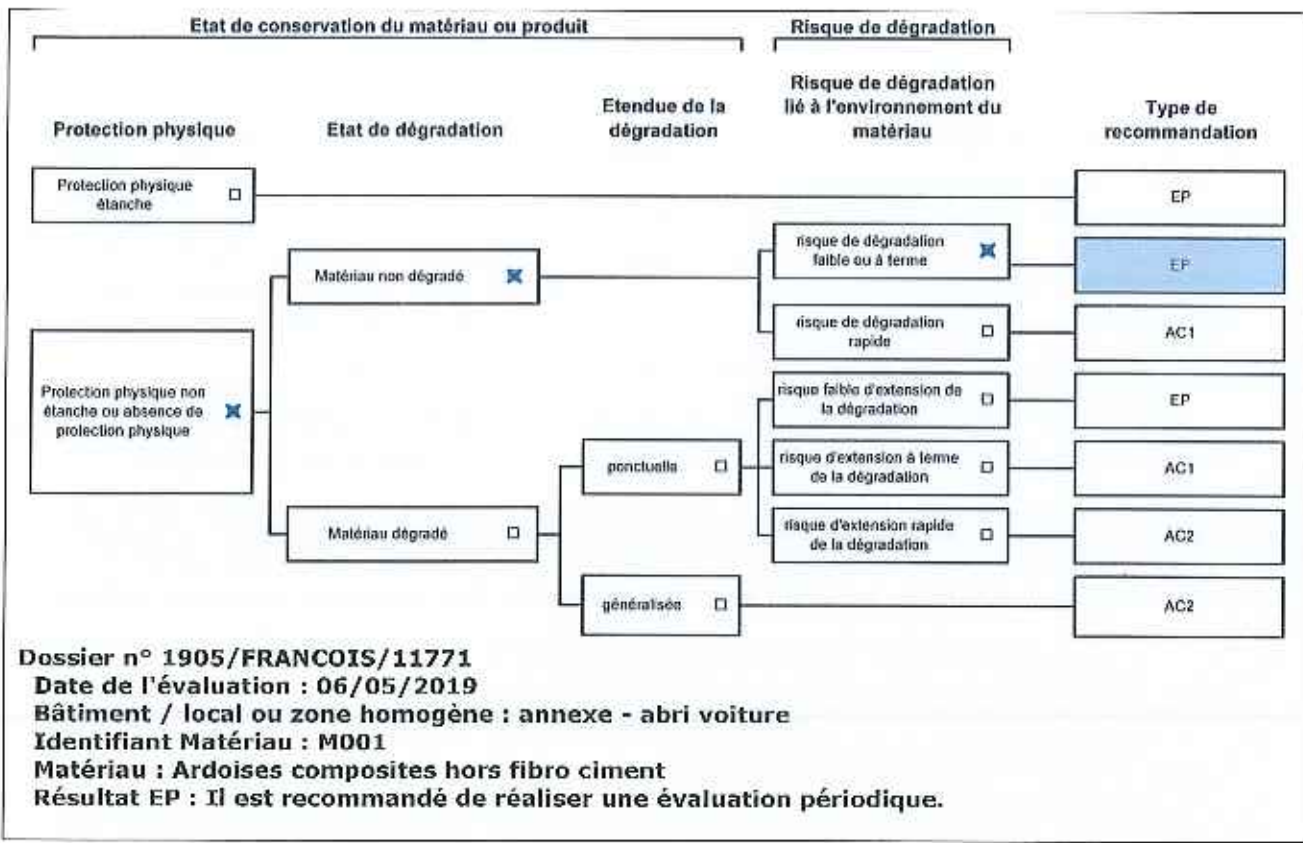 Etat de conservation du matériau ou produit
Risque de dégradation
Protection physique
Etat de dégradation
Etendue de la
dégradation
Risque de dégradation
lié à l'environnement du
matériau
Type de
recommandation
Protection physique
étanche
EP
Matériau non dégradé
risque de dégradation
faible ou à terme
EP
risque de dégradation
rapide
AC1
Protection physique non
étanche ou absence de
protection physique
risque faible d'extension de
la dégradation
EP
ponctuelle
risque d'extension à terme
de la dégradation
AC1
Matériau dégradé
risque d'extension rapide
de la dégradation
AC2
généralisée
AC2
Dossier n° 1905/FRANCOIS/11771
Date de l'évaluation : 06/05/2019
Bâtiment / local ou zone homogène : annexe - abri voiture
Identifiant Matériau : M001
Matériau : Ardoises composites hors fibro ciment
Résultat EP : Il est recommandé de réaliser une évaluation périodique.